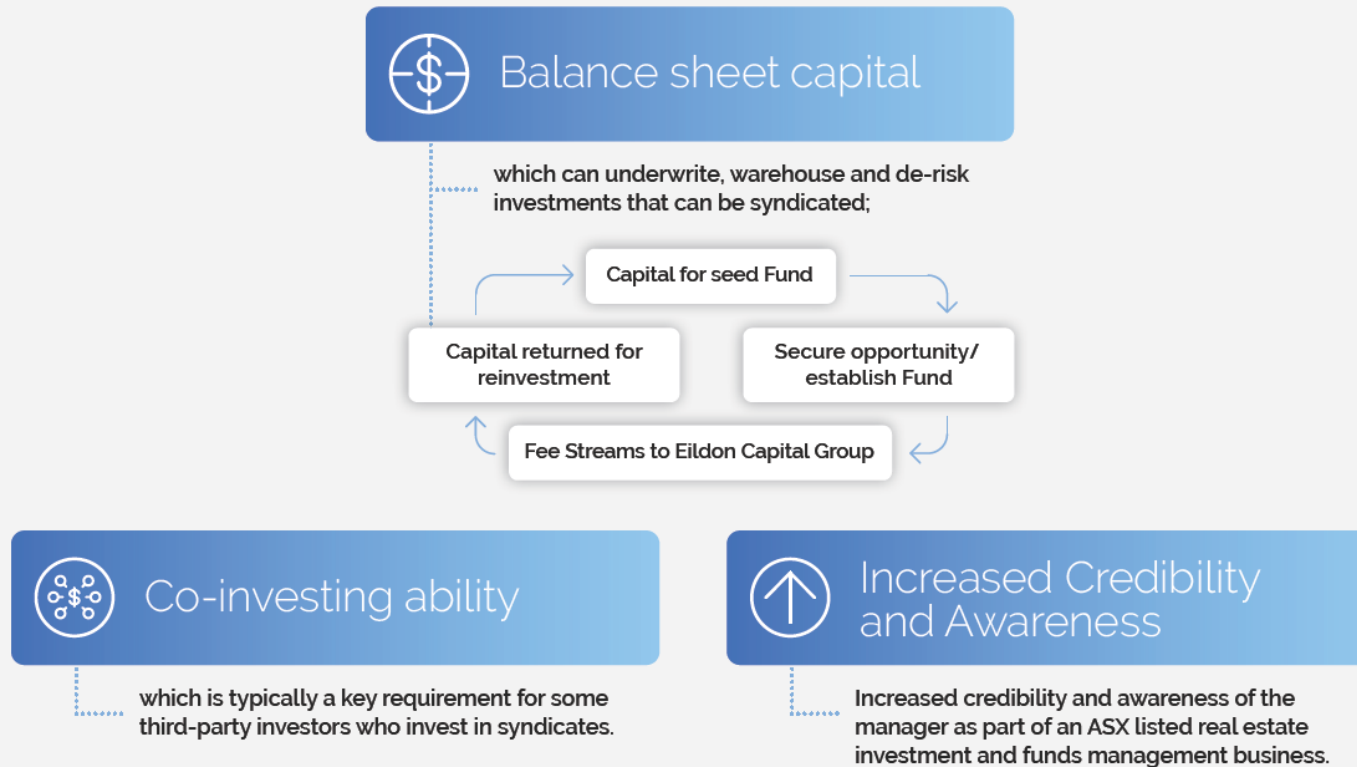 Balance sheet capital
which can underwrite, warehouse and de-risk
investments that can be syndicated;
Capital for seed Fund
Capital returned for
reinvestment
Secure opportunity/
establish Fund
Fee Streams to Eildon Capital Group
Co-investing ability
which is typically a key requirement for some
third-party investors who invest in syndicates.
Increased Credibility
and Awareness
Increased credibility and awareness of the
manager as part of an ASX listed real estate
investment and funds management business.